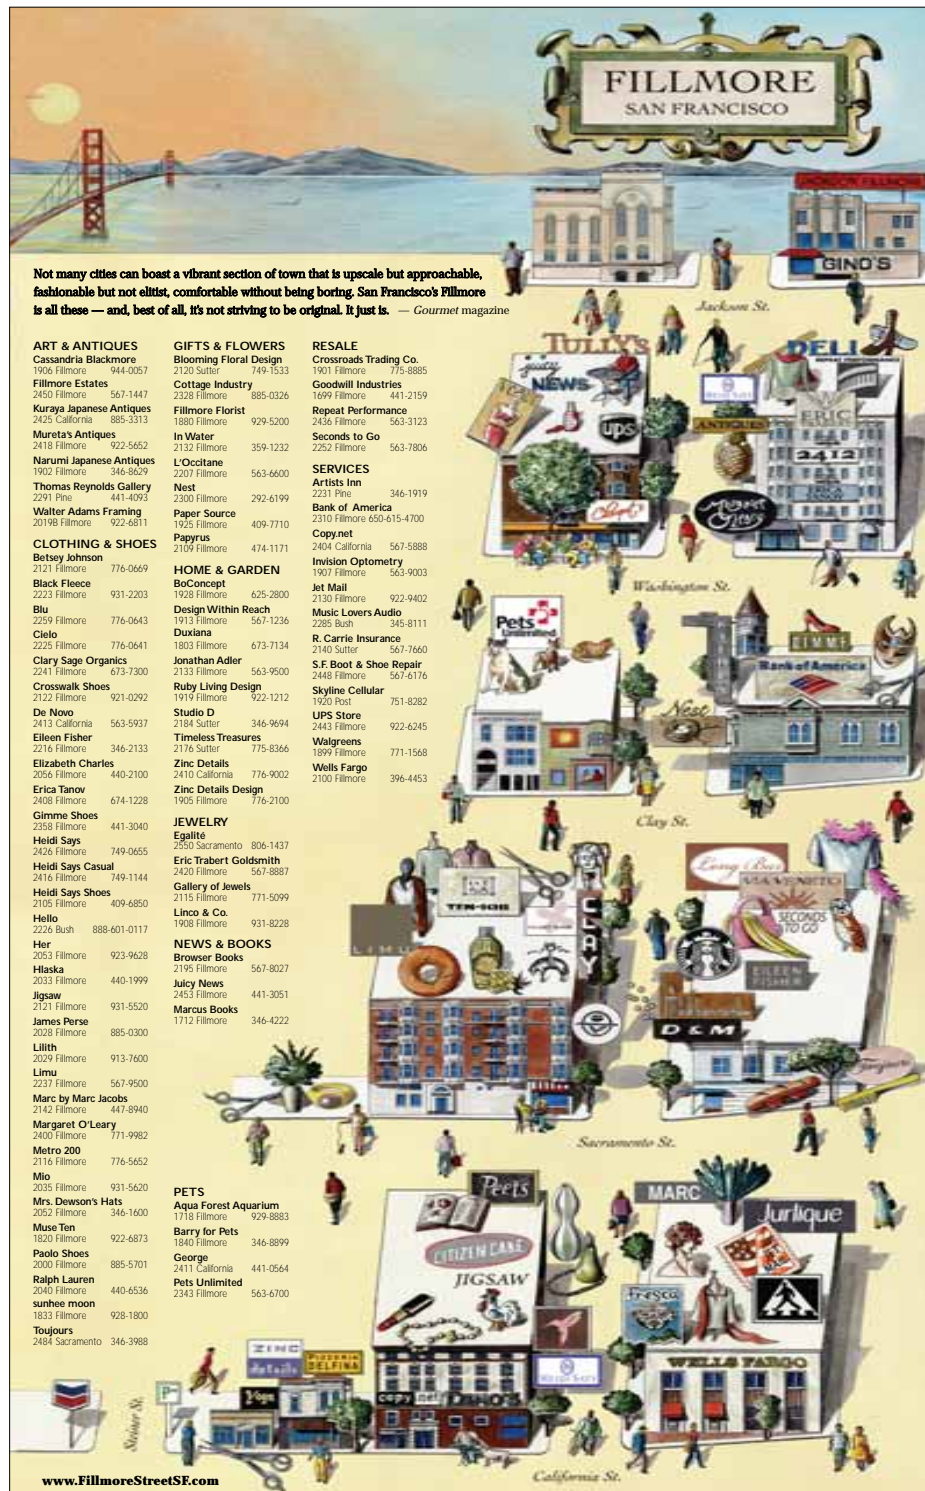 FILLMORE
SAN FRANCISCO
JACKSON FILLMORE
GINO'S
Jackson St.
Not many cities can boast a vibrant section of town that is upscale but approachable,
fashionable but not elitist, comfortable without being boring. San Francisco's Fillmore
is all these — and, best of all, it's not striving to be original. It just is. — Gourmet magazine
ART & ANTIQUES
Cassandria Blackmore
1906 Fillmore 944-0057
Fillmore Estates
2450 Fillmore 567-1447
Kuraya Japanese Antiques
2425 California 885-3313
Mureta's Antiques
2418 Fillmore 922-5652
Narumi Japanese Antiques
1902 Fillmore 346-8629
Thomas Reynolds Gallery
2291 Pine 441-4093
Walter Adams Framing
2019B Fillmore 922-6811
CLOTHING & SHOES
Betsey Johnson
2121 Fillmore 776-0669
Black Fleece
2223 Fillmore 931-2203
Blu
2259 Fillmore 776-0643
Cielo
2225 Fillmore 776-0641
Clary Sage Organics
2241 Fillmore 673-7300
Crosswalk Shoes
2122 Fillmore 921-0292
De Novo
2413 California 563-5937
Eileen Fisher
2216 Fillmore 346-2133
Elizabeth Charles
2056 Fillmore 440-2100
Erica Tanov
2408 Fillmore 674-1228
Gimme Shoes
2358 Fillmore 441-3040
Heidi Says
2426 Fillmore 749-0655
Heidi Says Casual
2416 Fillmore 749-1144
Heidi Says Shoes
2105 Fillmore 409-6850
Hello
2226 Bush 888-601-0117
Her
2053 Fillmore 923-9628
Hlaska
2033 Fillmore 440-1999
Jigsaw
2121 Fillmore 931-5520
James Perse
2028 Fillmore 885-0300
Lilith
2029 Fillmore 913-7600
Limu
2237 Fillmore 567-9500
Marc by Marc Jacobs
2142 Fillmore 447-8940
Margaret O'Leary
2400 Fillmore 771-9982
Metro 200
2116 Fillmore 776-5652
Mio
2035 Fillmore 931-5620
Mrs. Dewson's Hats
2052 Fillmore 346-1600
Muse Ten
1820 Fillmore 922-6873
Paolo Shoes
2000 Fillmore 885-5701
Ralph Lauren
2040 Fillmore 440-6536
sunhee moon
1833 Fillmore 928-1800
Toujours
2484 Sacramento 346-3988
GIFTS & FLOWERS
Blooming Floral Design
2120 Sutter 749-1533
Cottage Industry
2328 Fillmore 885-0326
Fillmore Florist
1880 Fillmore 929-5200
In Water
2132 Fillmore 359-1232
L'Occitane
2207 Fillmore 563-6600
Nest
2300 Fillmore 292-6199
Paper Source
1925 Fillmore 409-7710
Papyrus
2109 Fillmore 474-1171
HOME & GARDEN
BoConcept
1928 Fillmore 625-2800
Design Within Reach
1913 Fillmore 567-1236
Duxiana
1803 Fillmore 673-7134
Jonathan Adler
2133 Fillmore 563-9500
Ruby Living Design
1919 Fillmore 922-1212
Studio D
2184 Sutter 346-9694
Timeless Treasures
2176 Sutter 775-8366
Zinc Details
2410 California 776-9002
Zinc Details Design
1905 Fillmore 776-2100
JEWELRY
Egalité
2550 Sacramento 806-1437
Eric Trabert Goldsmith
2420 Fillmore 567-8887
Gallery of Jewels
2115 Fillmore 771-5099
Linco & Co.
1908 Fillmore 931-8228
NEWS & BOOKS
Browser Books
2195 Fillmore 567-8027
Juicy News
2453 Fillmore 441-3051
Marcus Books
1712 Fillmore 346-4222
PETS
Aqua Forest Aquarium
1718 Fillmore 929-8883
Barry for Pets
1840 Fillmore 346-8899
George
2411 California 441-0564
Pets Unlimited
2343 Fillmore 563-6700
RESALE
Crossroads Trading Co.
1901 Fillmore 775-8885
Goodwill Industries
1699 Fillmore 441-2159
Repeat Performance
2436 Fillmore 563-3123
Seconds to Go
2252 Fillmore 563-7806
SERVICES
Artists Inn
2231 Pine 346-1919
Bank of America
2310 Fillmore 650-615-4700
Copy.net
2404 California 567-5888
Invision Optometry
1907 Fillmore 563-9003
Jet Mail
2130 Fillmore 922-9402
Music Lovers Audio
2285 Bush 345-8111
R. Carrie Insurance
2140 Sutter 567-7660
S.F. Boot & Shoe Repair
2448 Fillmore 567-6176
Skyline Cellular
1920 Post 751-8282
UPS Store
2443 Fillmore 922-6245
Walgreens
1899 Fillmore 771-1568
Wells Fargo
2100 Fillmore 396-4453
TULLY'S
juicy
NEWS
ups
DELI
REPEAT PERFORMANCE
ANTIQUES
ERIC
2412
ERICA
TANOV
Washington St.
Pets
Unlimited
GIMME
Bank of America
Nest
Clay St.
TEN-ICHI
LIMU
CLAY
VIA VENETO
SECONDS
TO GO
EILEEN
FISHER
D&M
Toujours
Sacramento St.
Peets
CITIZEN CAKE
JIGSAW
MARC
Jurlique
JET
MAIL
Fresca
WELLS FARGO
ZINC
details
PIZZERIA
DELFINA
Yoga
copy net
DINO'S
Heidi Says
Steiner St.
California St.
www.FillmoreStreetSF.com